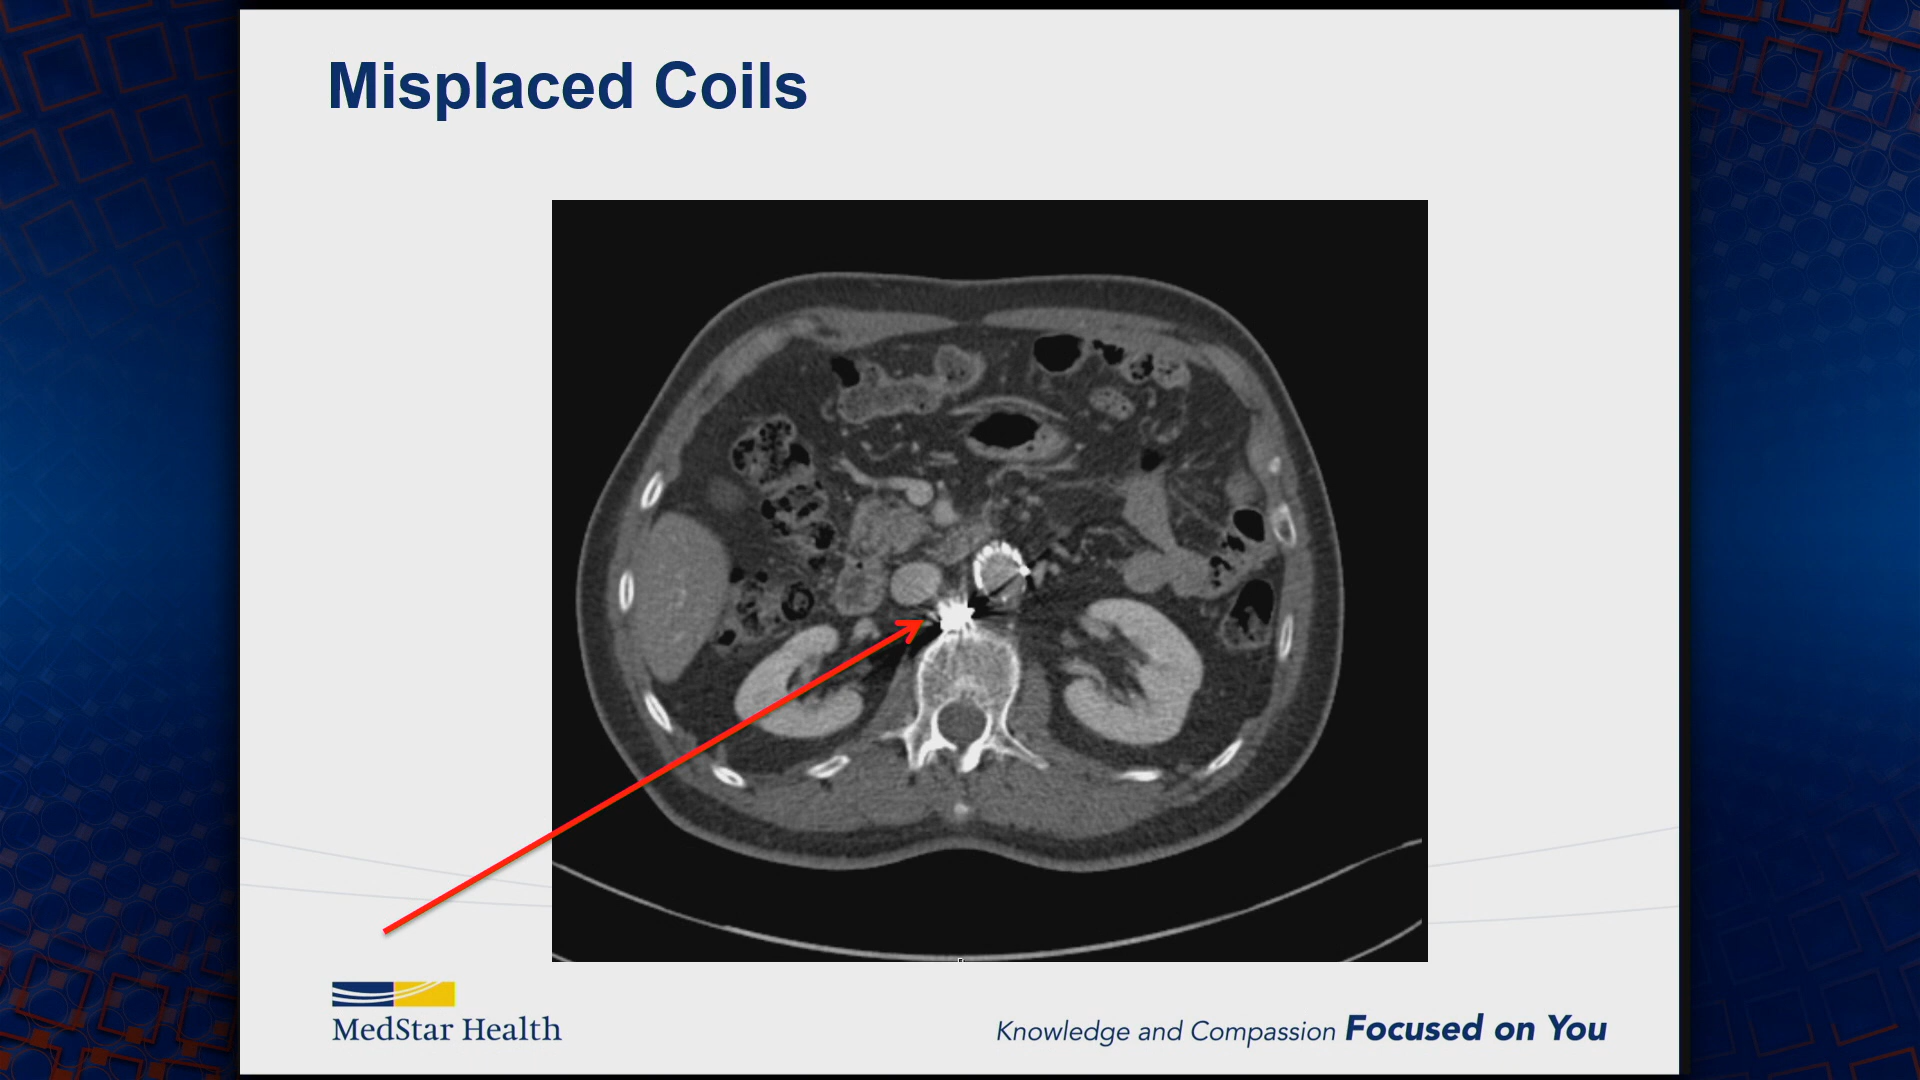 Misplaced Coils
MedStar Health
Knowledge and Compassion Focused on You